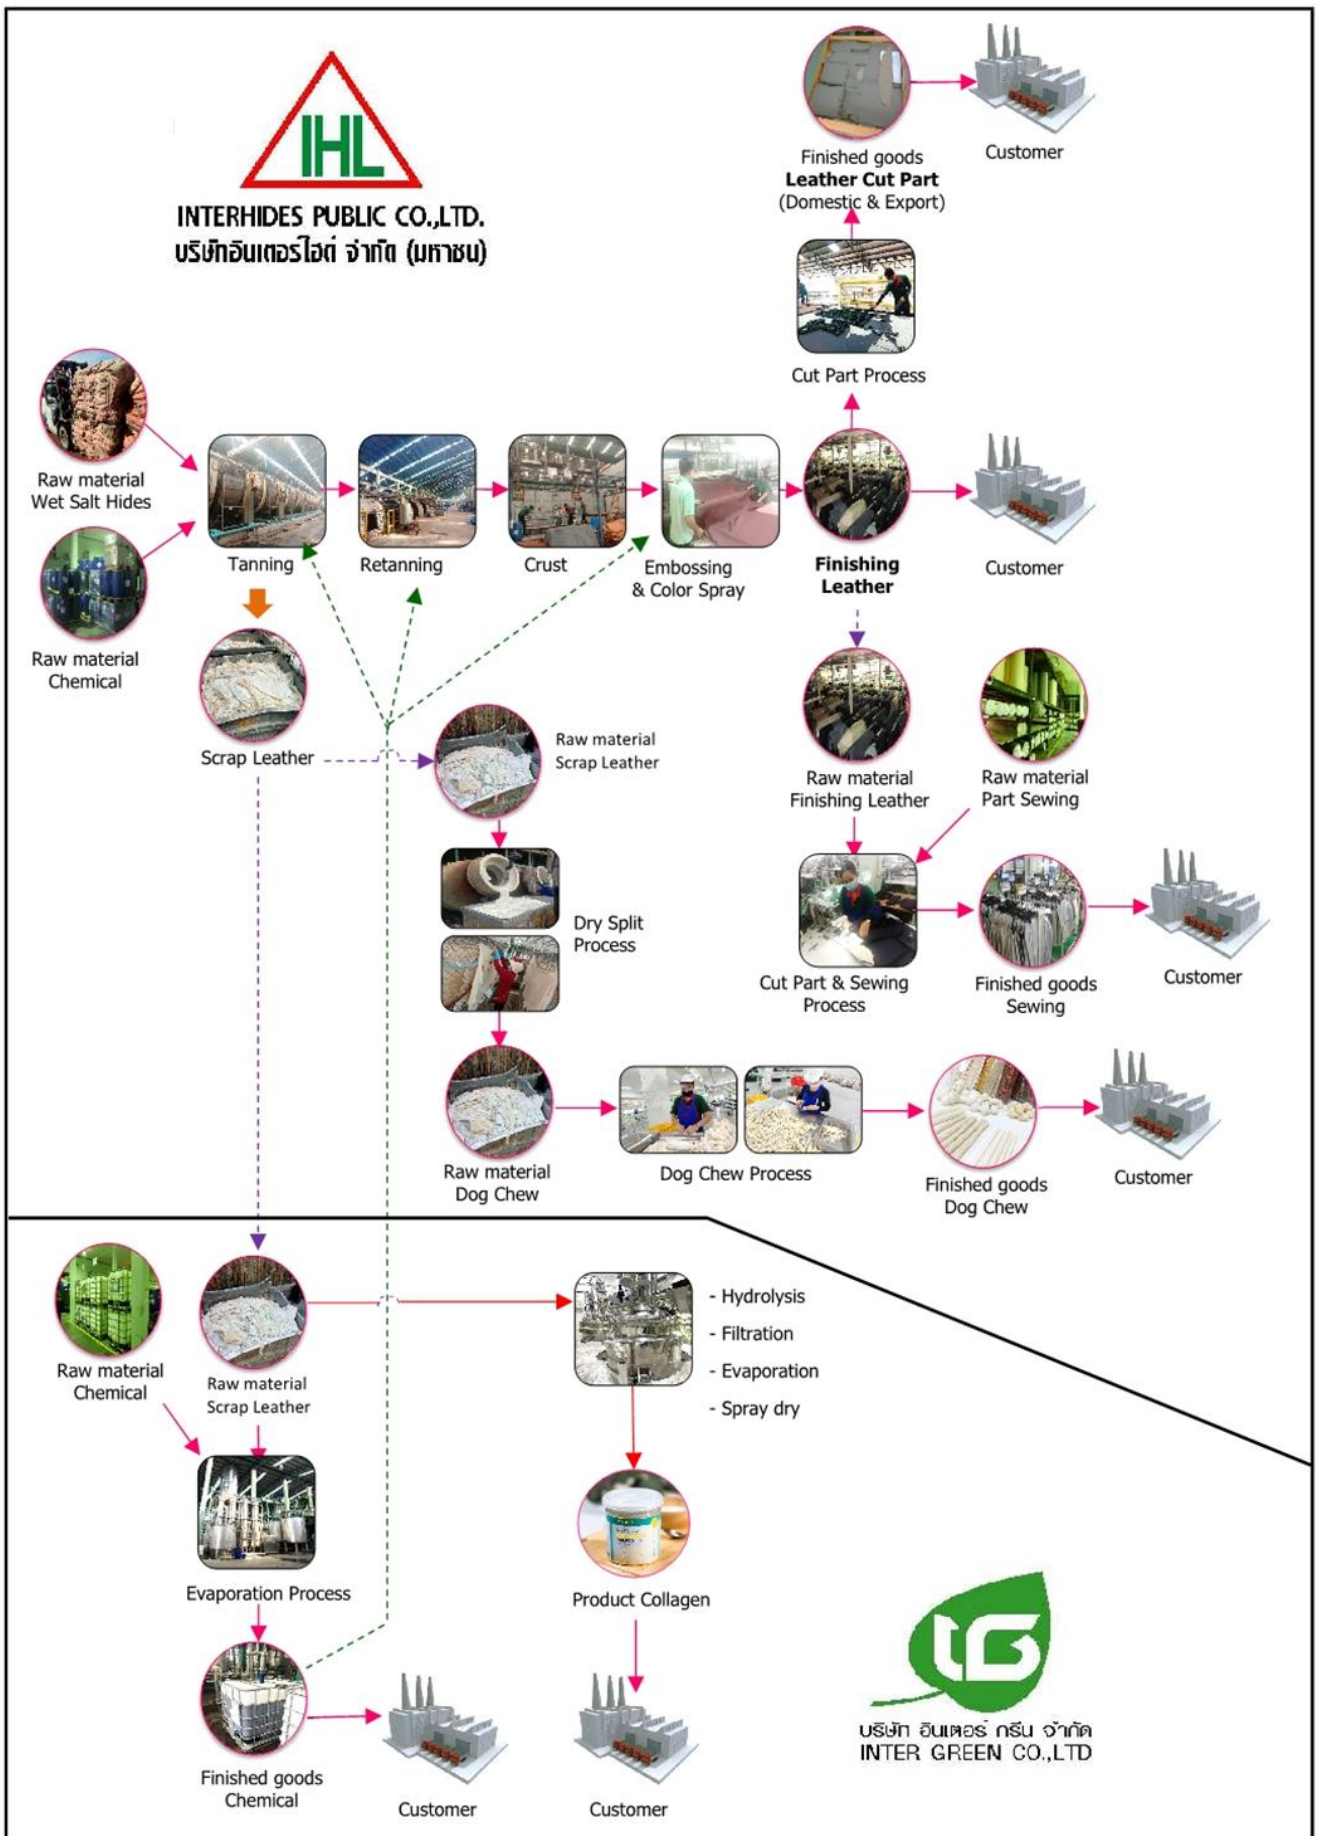 IHL
INTERHIDES PUBLIC CO.,LTD.
บริษัทอินเตอร์ไฮด์ จำกัด (มหาชน)
Finished goods
Leather Cut Part
(Domestic & Export)
Customer
Cut Part Process
Raw material
Wet Salt Hides
Raw material
Chemical
Tanning
Retanning
Crust
Embossing
& Color Spray
Finishing
Leather
Customer
Scrap Leather
Raw material
Scrap Leather
Raw material
Finishing Leather
Raw material
Part Sewing
Dry Split
Process
Cut Part & Sewing
Process
Finished goods
Sewing
Customer
Raw material
Dog Chew
Dog Chew Process
Finished goods
Dog Chew
Customer
Raw material
Chemical
Raw material
Scrap Leather
- Hydrolysis
- Filtration
- Evaporation
- Spray dry
Evaporation Process
Product Collagen
Finished goods
Chemical
Customer
Customer
IG
บริษัท อินเตอร์ กรีน จำกัด
INTER GREEN CO.,LTD